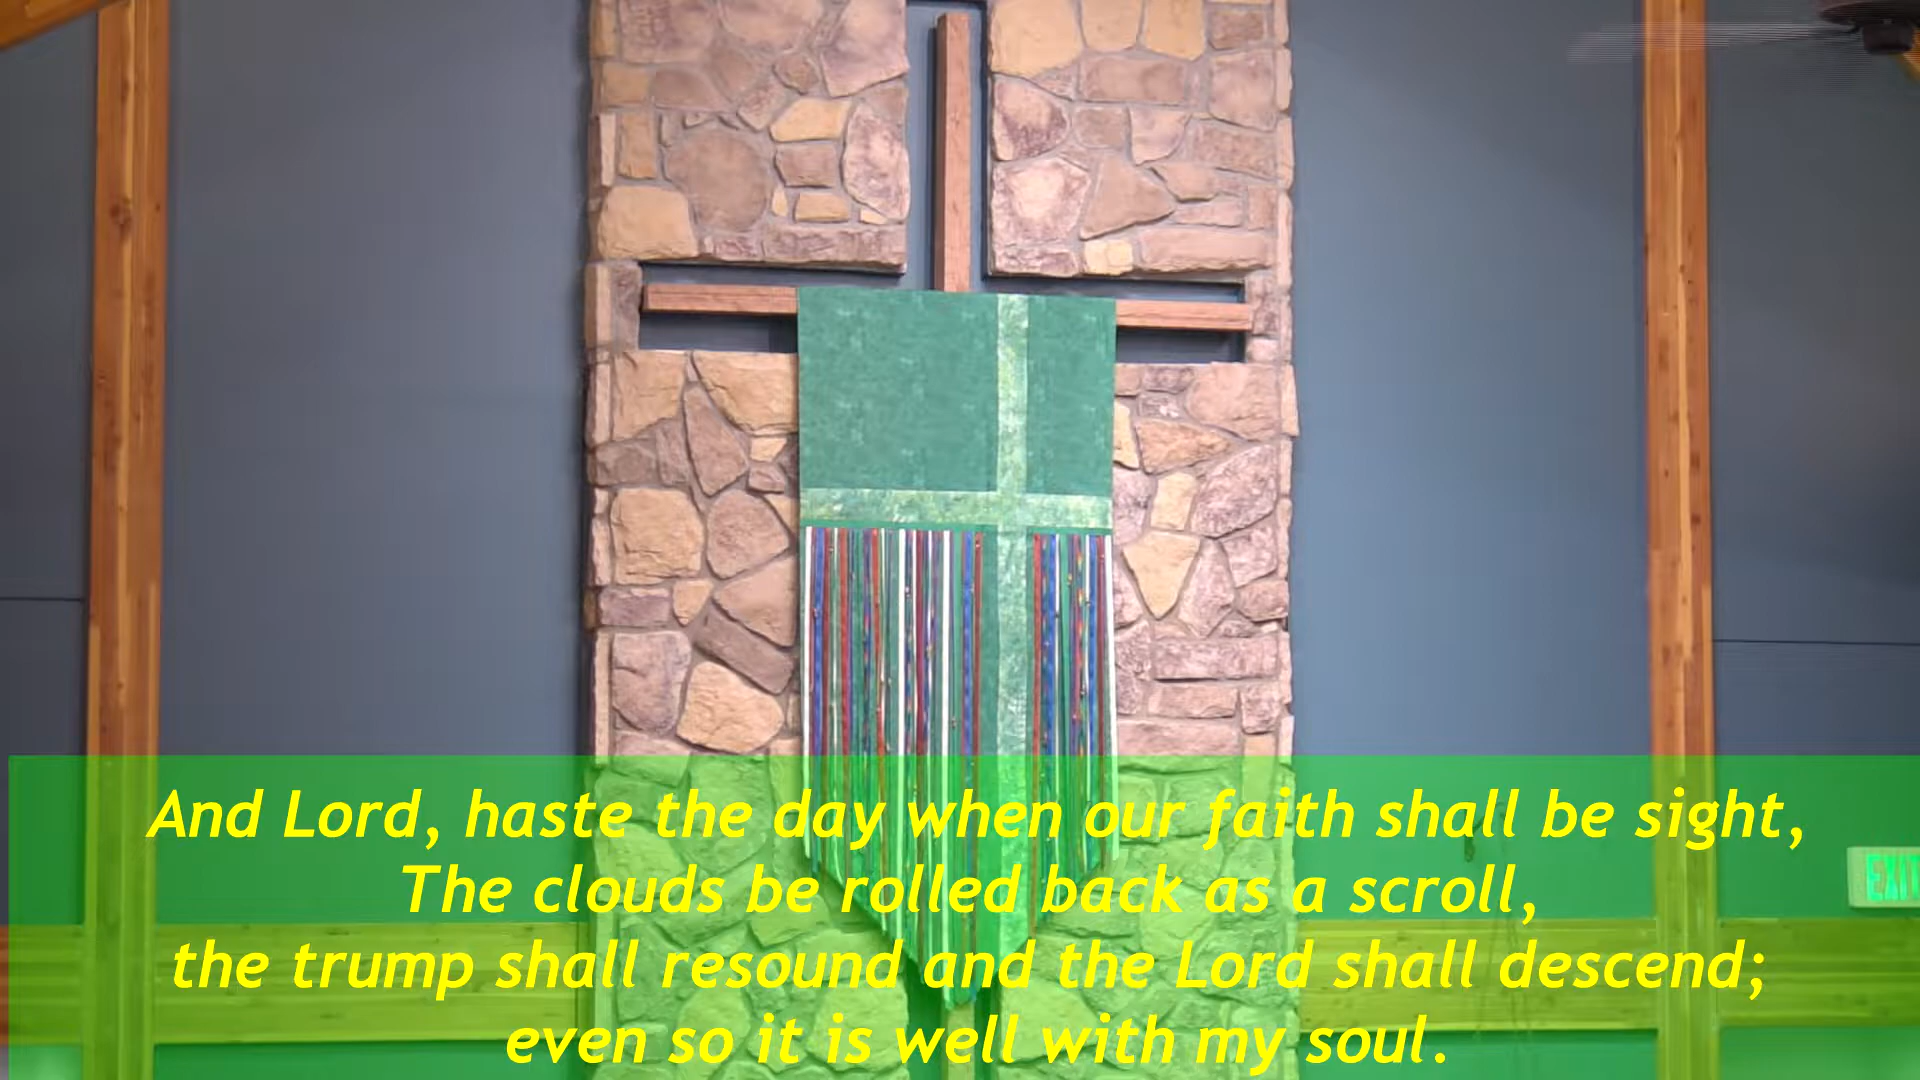 And Lord, haste the day when our faith shall be sight,
The clouds be rolled back as a scroll,
the trump shall resound and the Lord shall descend;
even so it is well with my soul.
EXIT